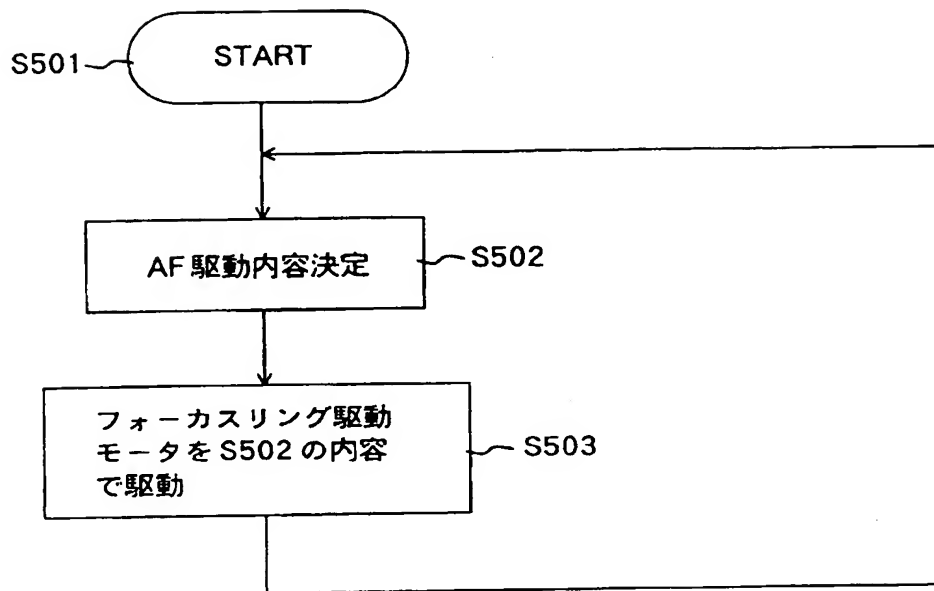 S501
START
AF駆動内容決定
S502
フォーカスリング駆動
モータをS502の内容
で駆動
S503